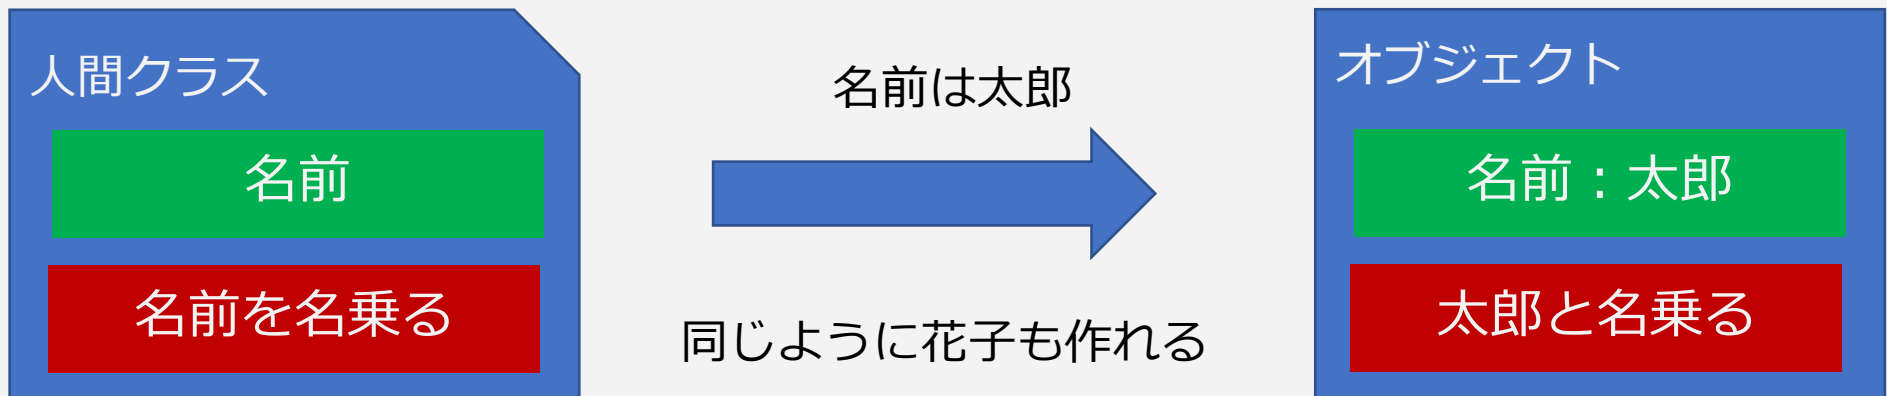 人間クラス
名前
名前を名乗る
名前は太郎
同じように花子も作れる
オブジェクト
名前：太郎
太郎と名乗る